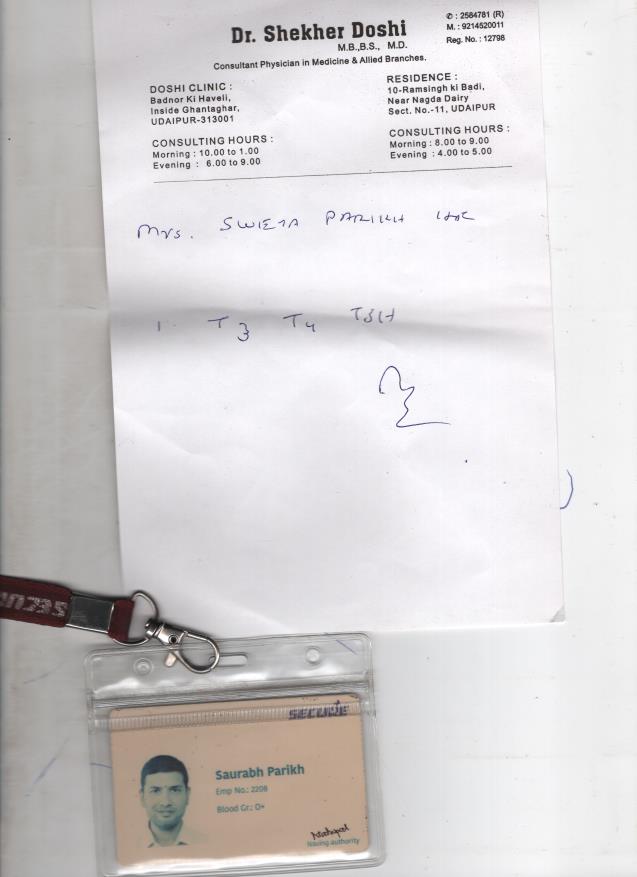 Dr. Shekher Doshi
M.B.,B.S., M.D.
Consultant Physician in Medicine & Allied Branches.
✆ : 2584781 (R)
M. : 9214520011
Reg. No. : 12798
DOSHI CLINIC :
Badnor Ki Haveli,
Inside Ghantaghar,
UDAIPUR-313001
CONSULTING HOURS :
Morning : 10.00 to 1.00
Evening : 6.00 to 9.00
RESIDENCE :
10-Ramsingh ki Badi,
Near Nagda Dairy
Sect. No.-11, UDAIPUR
CONSULTING HOURS :
Morning : 8.00 to 9.00
Evening : 4.00 to 5.00
Mrs. SWETA PARIKH
1 T3 T4 TSH
SECURE
Saurabh Parikh
Emp No.: 2208
Blood Gr.: O+
Issuing authority